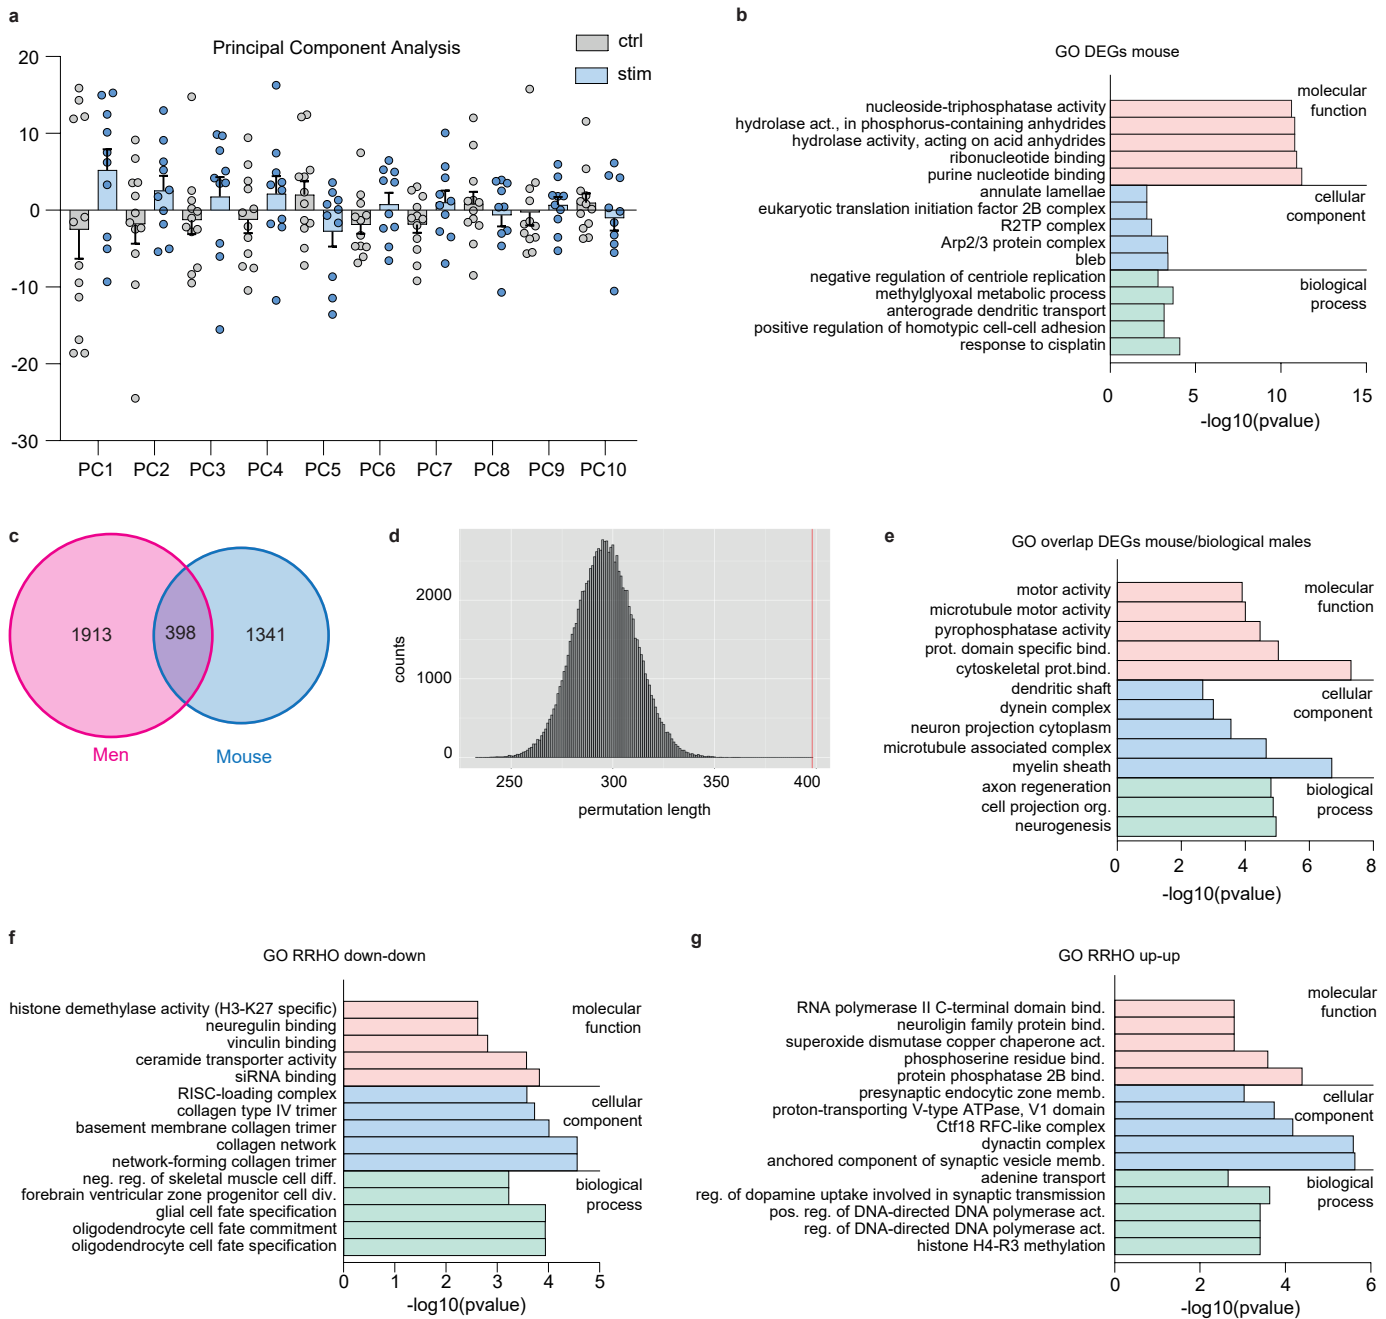 a
Principal Component Analysis
ctrl
stim
20
10
0
-10
-20
-30
PC1 PC2 PC3 PC4 PC5 PC6 PC7 PC8 PC9 PC10
b
GO DEGs mouse
molecular
function
nucleoside-triphosphatase activity
hydrolase act., in phosphorus-containing anhydrides
hydrolase activity, acting on acid anhydrides
ribonucleotide binding
purine nucleotide binding
cellular
component
annulate lamellae
eukaryotic translation initiation factor 2B complex
R2TP complex
Arp2/3 protein complex
bleb
biological
process
negative regulation of centriole replication
methylglyoxal metabolic process
anterograde dendritic transport
positive regulation of homotypic cell-cell adhesion
response to cisplatin
0 5 10 15
-log10(pvalue)
c
1913
398
1341
Men
Mouse
d
counts
2000
1000
0
250 300 350 400
permutation length
e
GO overlap DEGs mouse/biological males
molecular
function
motor activity
microtubule motor activity
pyrophosphatase activity
prot. domain specific bind.
cytoskeletal prot.bind.
cellular
component
dendritic shaft
dynein complex
neuron projection cytoplasm
microtubule associated complex
myelin sheath
biological
process
axon regeneration
cell projection org.
neurogenesis
0 2 4 6 8
-log10(pvalue)
f
GO RRHO down-down
molecular
function
histone demethylase activity (H3-K27 specific)
neuregulin binding
vinculin binding
ceramide transporter activity
siRNA binding
cellular
component
RISC-loading complex
collagen type IV trimer
basement membrane collagen trimer
collagen network
network-forming collagen trimer
biological
process
neg. reg. of skeletal muscle cell diff.
forebrain ventricular zone progenitor cell div.
glial cell fate specification
oligodendrocyte cell fate commitment
oligodendrocyte cell fate specification
0 1 2 3 4 5
-log10(pvalue)
g
GO RRHO up-up
molecular
function
RNA polymerase II C-terminal domain bind.
neuroligin family protein bind.
superoxide dismutase copper chaperone act.
phosphoserine residue bind.
protein phosphatase 2B bind.
cellular
component
presynaptic endocytic zone memb.
proton-transporting V-type ATPase, V1 domain
Ctf18 RFC-like complex
dynactin complex
anchored component of synaptic vesicle memb.
biological
process
adenine transport
reg. of dopamine uptake involved in synaptic transmission
pos. reg. of DNA-directed DNA polymerase act.
reg. of DNA-directed DNA polymerase act.
histone H4-R3 methylation
0 2 4 6
-log10(pvalue)